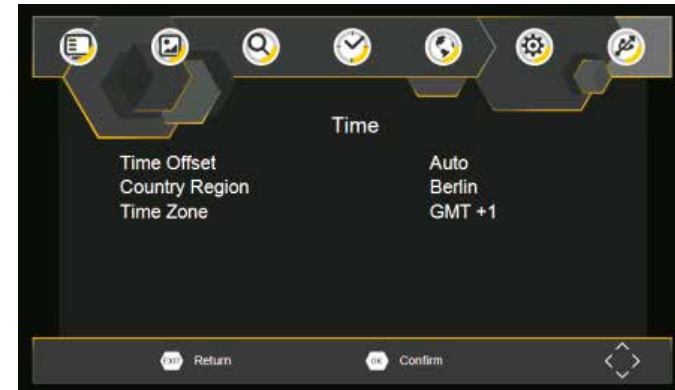 Time
Time Offset Auto
Country Region Berlin
Time Zone GMT +1
EXIT Return OK Confirm